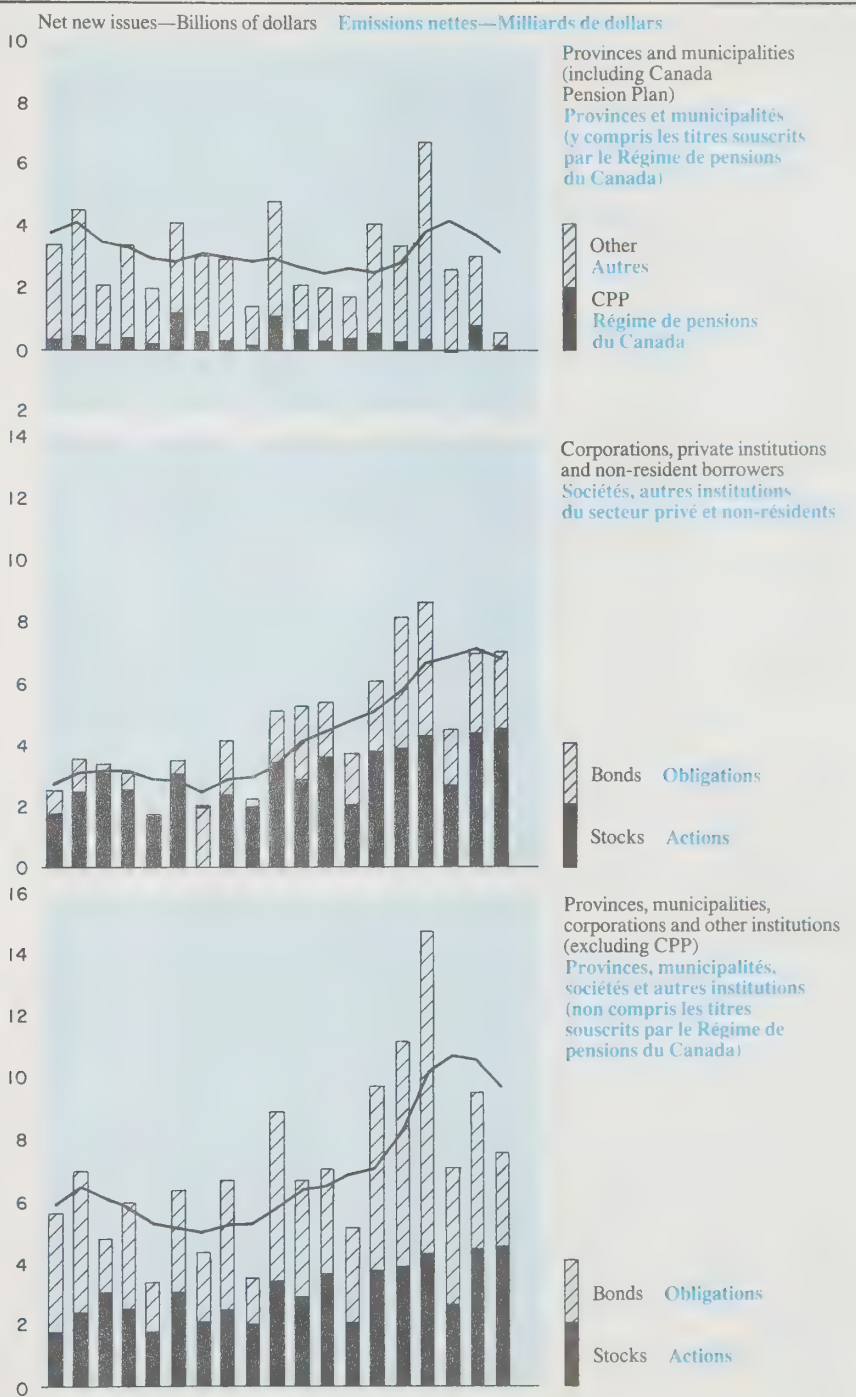 Net new issues—Billions of dollars Emissions nettes—Milliards de dollars
10
8
6
4
2
0
2
Provinces and municipalities
(including Canada
Pension Plan)
Provinces et municipalités
(y compris les titres souscrits
par le Régime de pensions
du Canada)
Other
Autres
CPP
Régime de pensions
du Canada
14
12
10
8
6
4
2
0
Corporations, private institutions
and non-resident borrowers
Sociétés, autres institutions
du secteur privé et non-résidents
Bonds Obligations
Stocks Actions
16
14
12
10
8
6
4
2
0
Provinces, municipalities,
corporations and other institutions
(excluding CPP)
Provinces, municipalités,
sociétés et autres institutions
(non compris les titres
souscrits par le Régime de
pensions du Canada)
Bonds Obligations
Stocks Actions